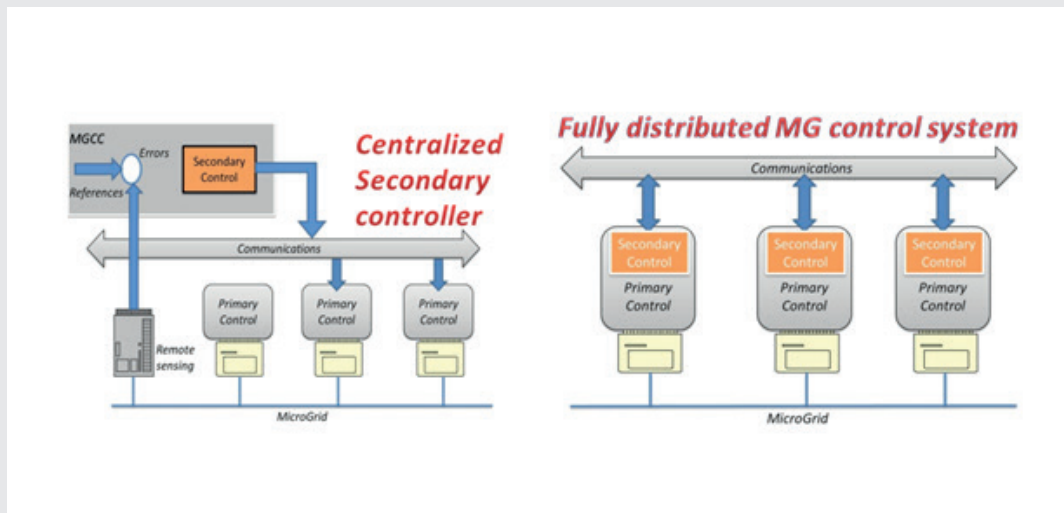 MGCC
Errors
References
Secondary
Control
Centralized
Secondary
controller
Communications
Primary
Control
Primary
Control
Primary
Control
Remote
sensing
MicroGrid
Fully distributed MG control system
Communications
Secondary
Control
Primary
Control
Secondary
Control
Primary
Control
Secondary
Control
Primary
Control
MicroGrid